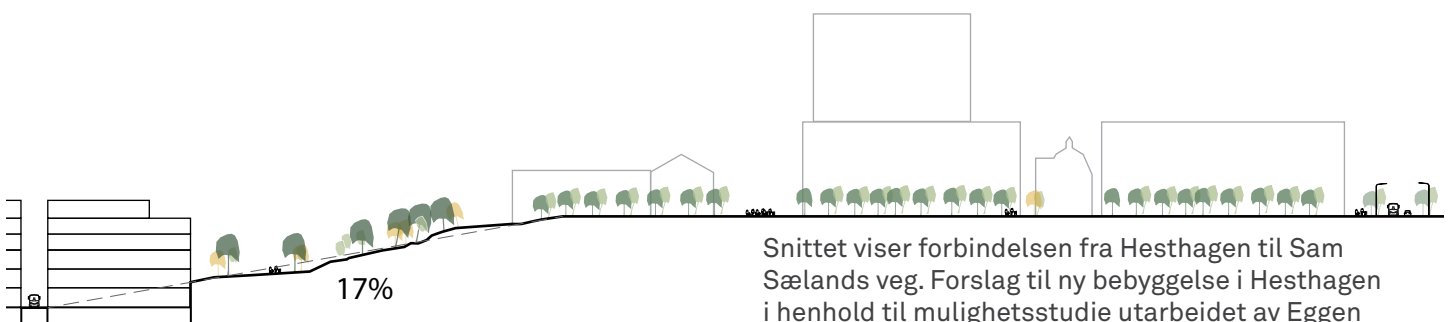 17%
Snittet viser forbindelsen fra Hesthagen til Sam
Sælands veg. Forslag til ny bebyggelse i Hesthagen
i henhold til mulighetsstudie utarbeidet av Eggen